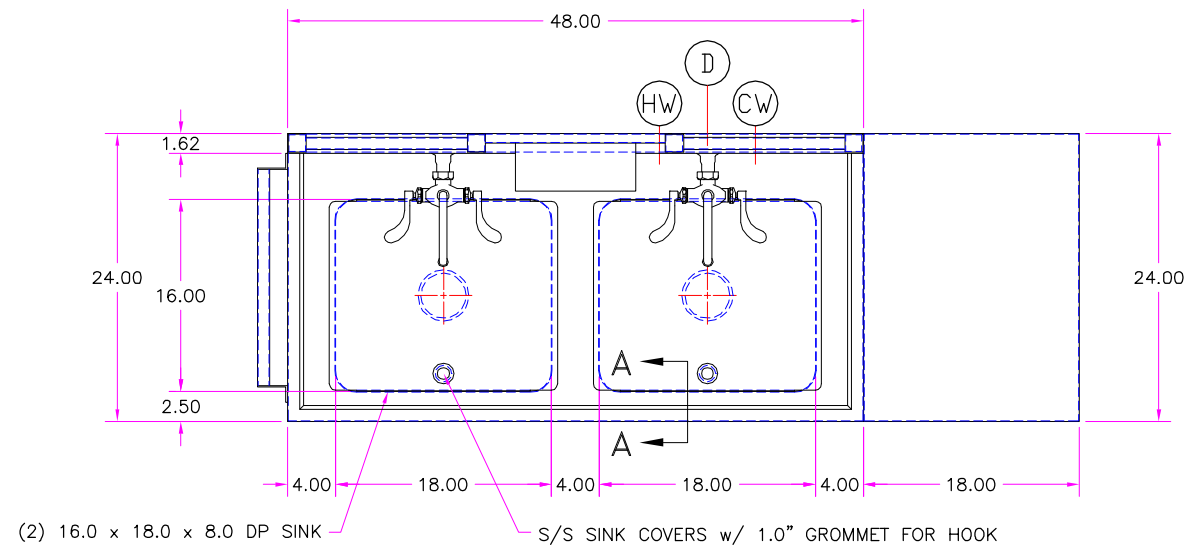 48.00
D
HW
CW
1.62
24.00
24.00
16.00
2.50
A
A
4.00
18.00
4.00
18.00
4.00
18.00
(2) 16.0 x 18.0 x 8.0 DP SINK
S/S SINK COVERS w/ 1.0" GROMMET FOR HOOK